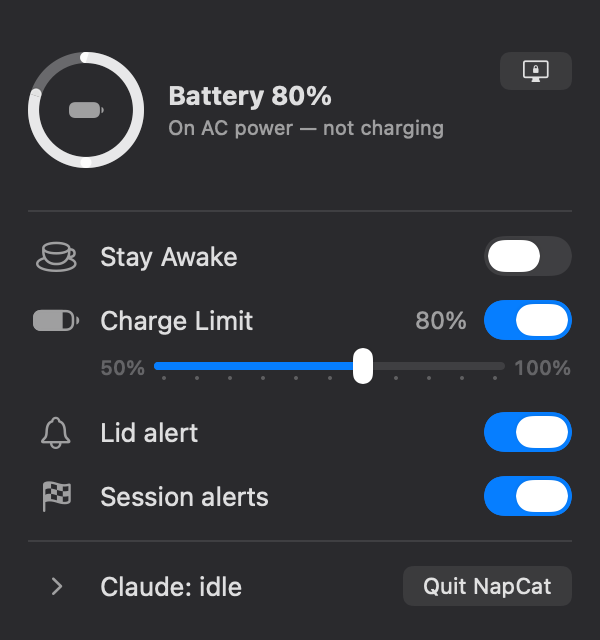 Battery 80%
On AC power — not charging
Stay Awake
Charge Limit 80%
50% 100%
Lid alert
Session alerts
Claude: idle Quit NapCat